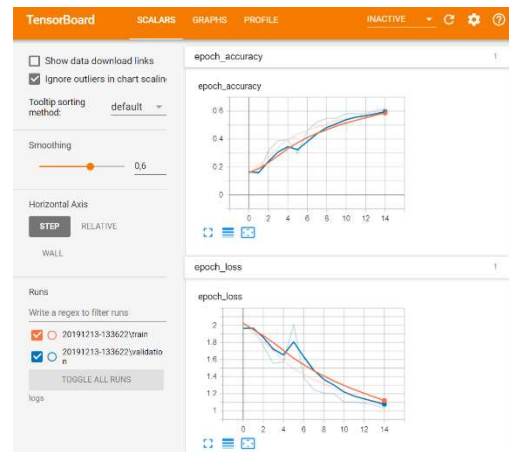 TensorBoard SCALARS GRAPHS PROFILE INACTIVE
Show data download links
Ignore outliers in chart scalin
Tooltip sorting
method: default
Smoothing
0,6
Horizontal Axis
STEP RELATIVE
WALL
Runs
Write a regex to filter runs
20191213-133622\train
20191213-133622\validatio
n
TOGGLE ALL RUNS
logs
epoch_accuracy 1
epoch_accuracy
0.6
0.4
0.2
0
0 2 4 6 8 10 12 14
epoch_loss 1
epoch_loss
2
1.8
1.6
1.4
1.2
1
0 2 4 6 8 10 12 14